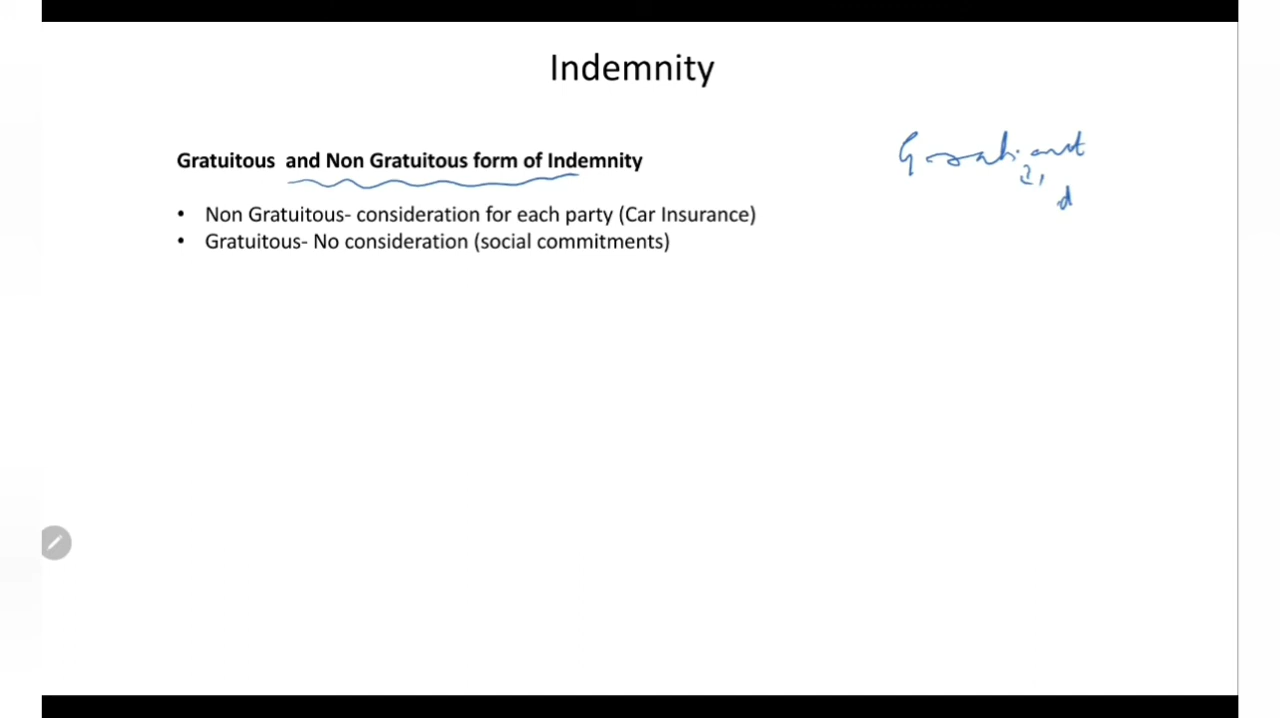 Indemnity
Gratuitous and Non Gratuitous form of Indemnity
• Non Gratuitous- consideration for each party (Car Insurance)
• Gratuitous- No consideration (social commitments)
d